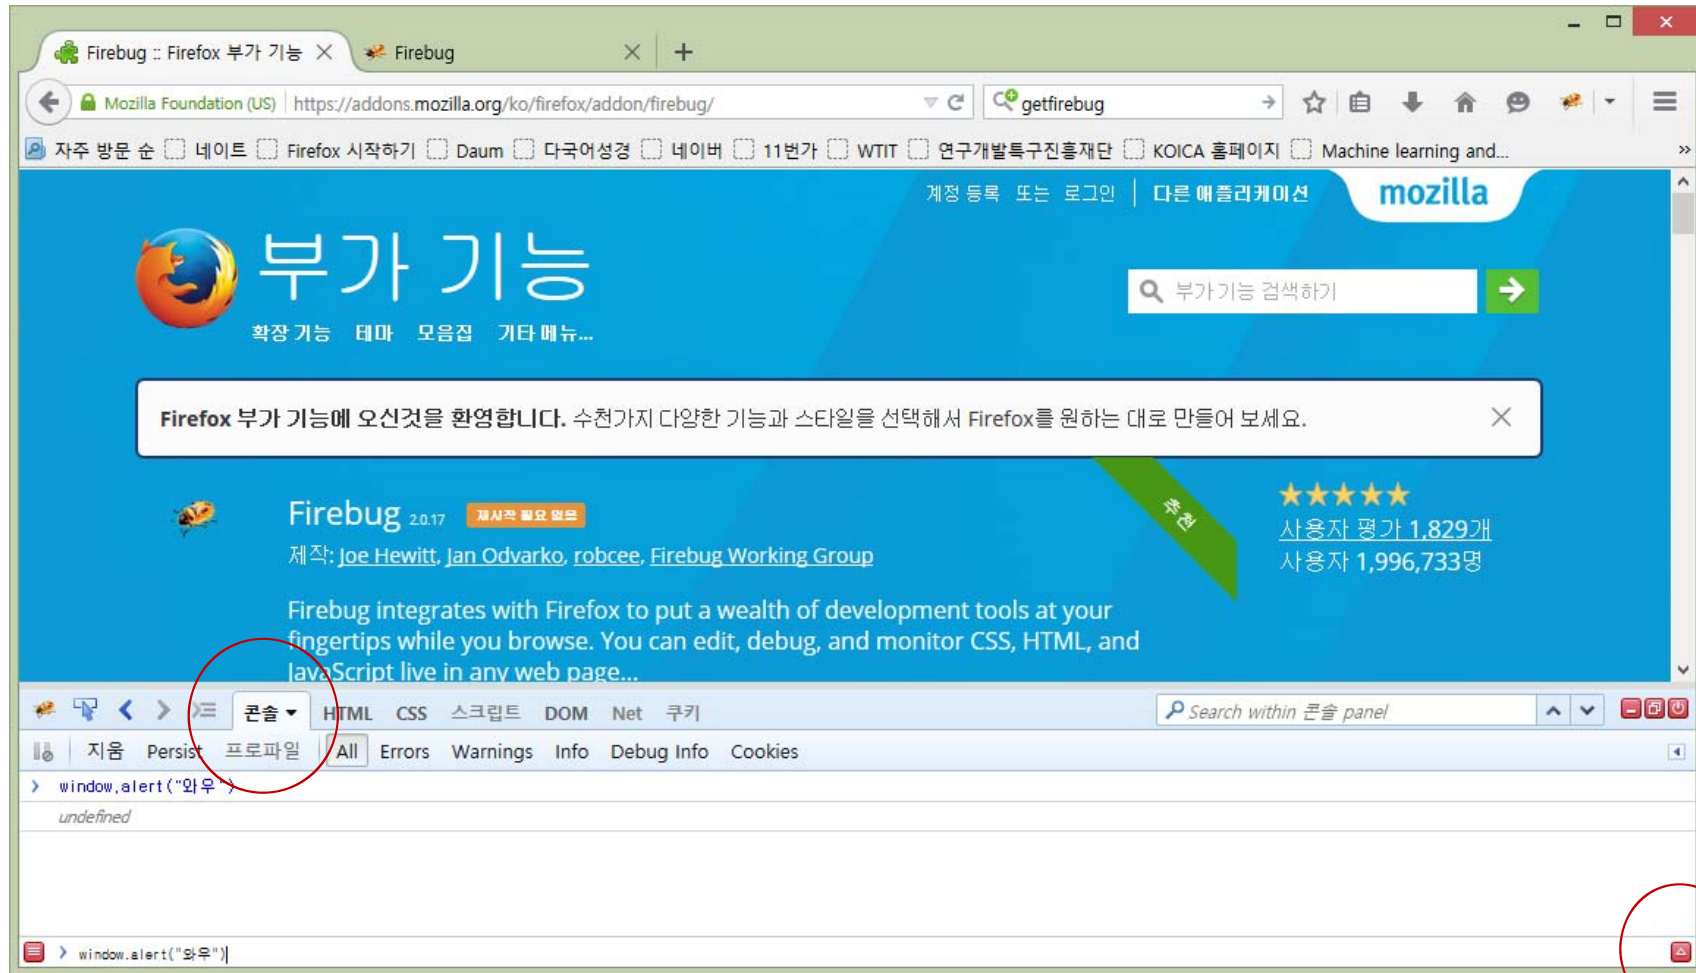 Firebug :: Firefox 부가 기능
Firebug
Mozilla Foundation (US) https://addons.mozilla.org/ko/firefox/addon/firebug/ getfirebug
자주 방문 순 네이트 Firefox 시작하기 Daum 다국어성경 네이버 11번가 WTIT 연구개발특구진흥재단 KOICA 홈페이지 Machine learning and... »
계정 등록 또는 로그인 | 다른 애플리케이션 mozilla
부가 기능
부가 기능 검색하기
확장 기능 테마 모음집 기타 메뉴...
Firefox 부가 기능에 오신것을 환영합니다. 수천가지 다양한 기능과 스타일을 선택해서 Firefox를 원하는 대로 만들어 보세요.
추천
Firebug 2.0.17 재시작 필요 없음
제작: Joe Hewitt, Jan Odvarko, robcee, Firebug Working Group
사용자 평가 1,829개
사용자 1,996,733명
Firebug integrates with Firefox to put a wealth of development tools at your
fingertips while you browse. You can edit, debug, and monitor CSS, HTML, and
JavaScript live in any web page...
콘솔 HTML CSS 스크립트 DOM Net 쿠키 Search within 콘솔 panel
지움 Persist 프로파일 All Errors Warnings Info Debug Info Cookies
window.alert("와우")
undefined
window.alert("와우")